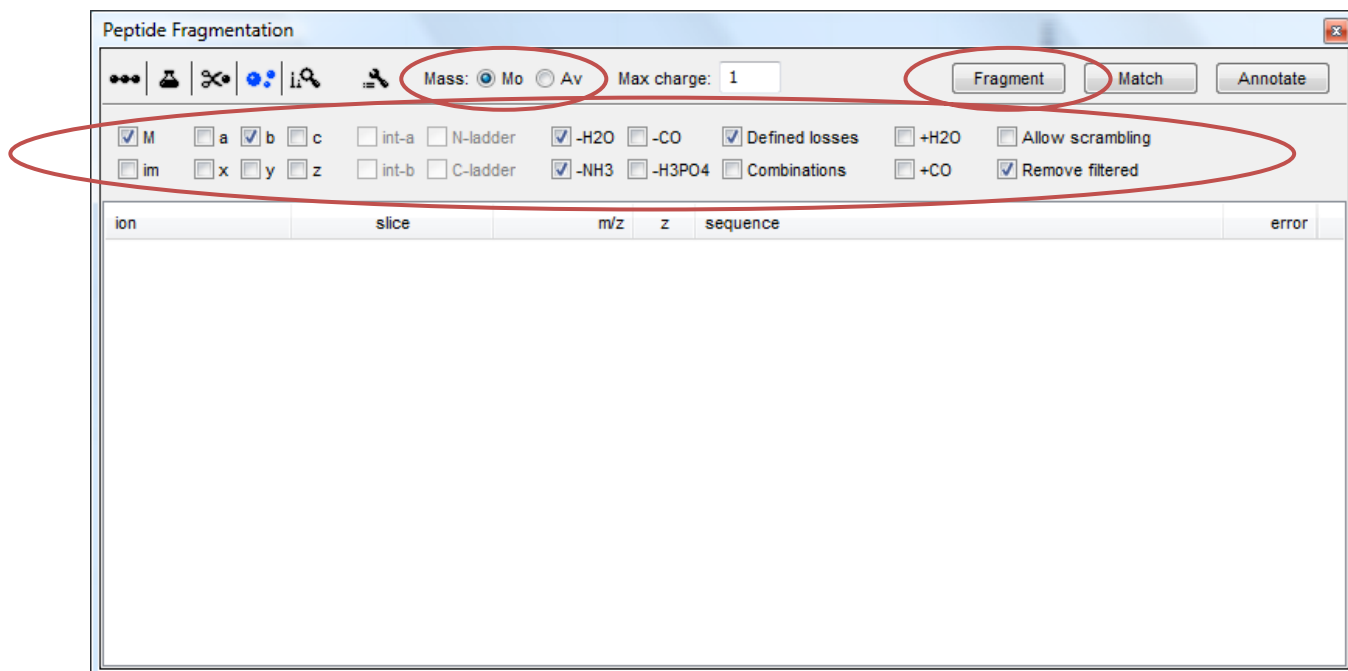 Peptide Fragmentation
Mass: Mo Av Max charge: 1 Fragment Match Annotate
M a b c int-a N-ladder -H2O -CO Defined losses +H2O Allow scrambling
im x y z int-b C-ladder -NH3 -H3PO4 Combinations +CO Remove filtered
ion slice m/z z sequence error